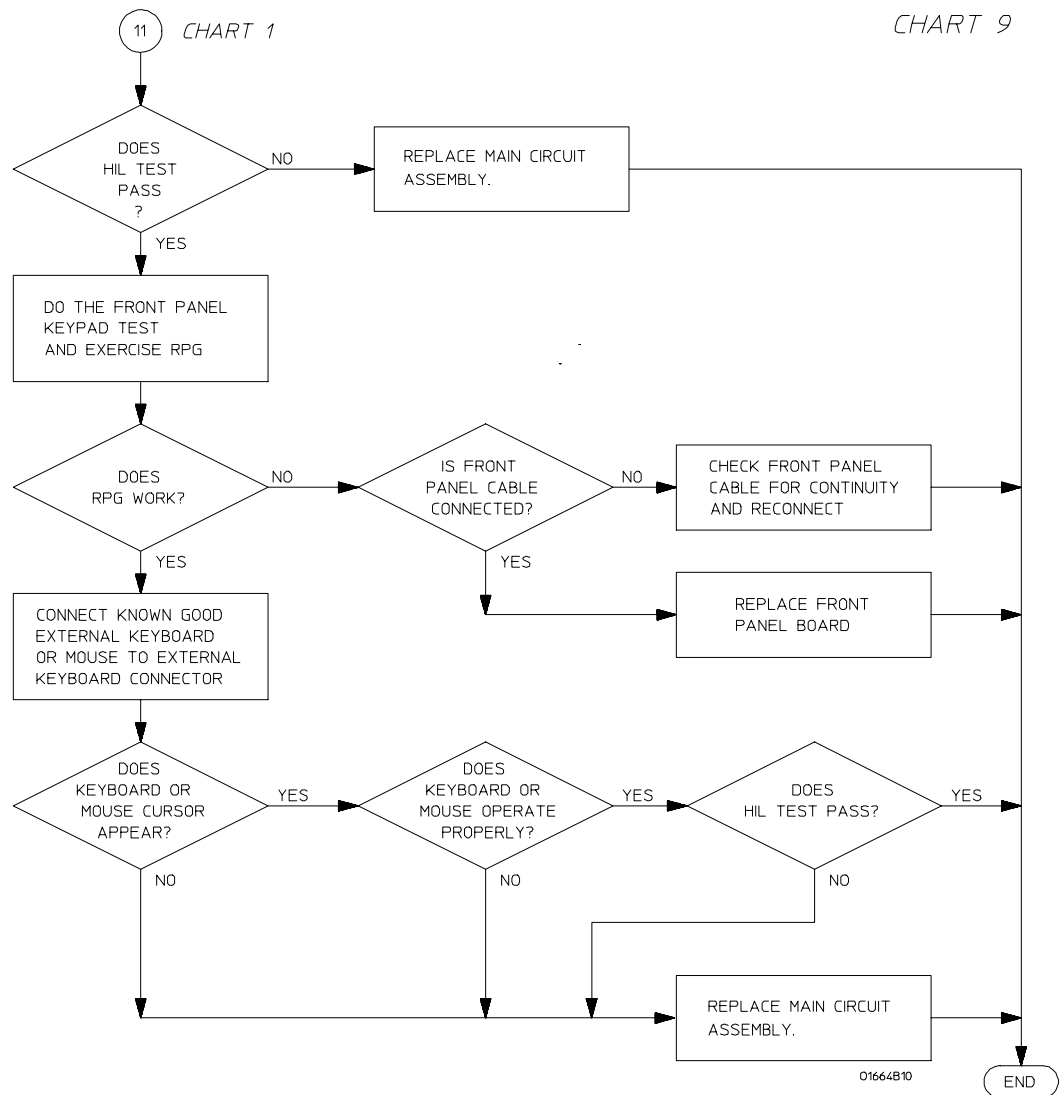 11 CHART 1
CHART 9
DOES
HIL TEST
PASS
?
NO
REPLACE MAIN CIRCUIT
ASSEMBLY.
YES
DO THE FRONT PANEL
KEYPAD TEST
AND EXERCISE RPG
DOES
RPG WORK?
NO
IS FRONT
PANEL CABLE
CONNECTED?
NO
CHECK FRONT PANEL
CABLE FOR CONTINUITY
AND RECONNECT
YES
YES
REPLACE FRONT
PANEL BOARD
CONNECT KNOWN GOOD
EXTERNAL KEYBOARD
OR MOUSE TO EXTERNAL
KEYBOARD CONNECTOR
DOES
KEYBOARD OR
MOUSE CURSOR
APPEAR?
YES
DOES
KEYBOARD OR
MOUSE OPERATE
PROPERLY?
YES
DOES
HIL TEST PASS?
YES
NO
NO
NO
REPLACE MAIN CIRCUIT
ASSEMBLY.
01664B10
END